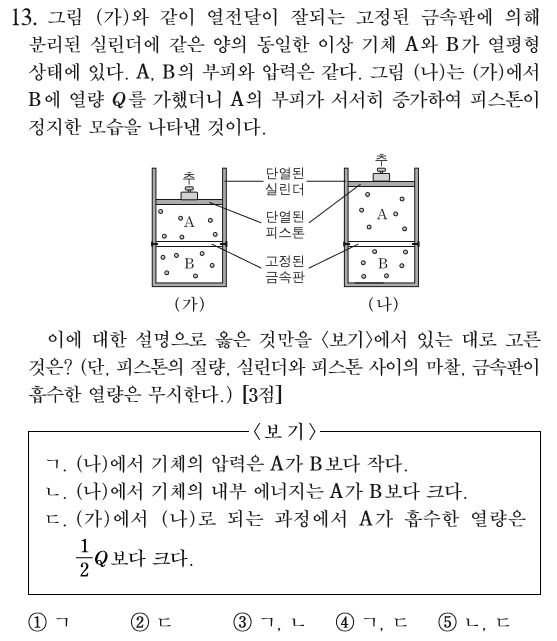 13. 그림 (가)와 같이 열전달이 잘되는 고정된 금속판에 의해
분리된 실린더에 같은 양의 동일한 이상 기체 A와 B가 열평형
상태에 있다. A, B의 부피와 압력은 같다. 그림 (나)는 (가)에서
B에 열량 Q를 가했더니 A의 부피가 서서히 증가하여 피스톤이
정지한 모습을 나타낸 것이다.
추
추
단열된
실린더
단열된
피스톤
고정된
금속판
A
B
A
B
(가)
(나)
이에 대한 설명으로 옳은 것만을 〈보기〉에서 있는 대로 고른
것은? (단, 피스톤의 질량, 실린더와 피스톤 사이의 마찰, 금속판이
흡수한 열량은 무시한다.) [3점]
〈보 기〉
ㄱ. (나)에서 기체의 압력은 A가 B보다 작다.
ㄴ. (나)에서 기체의 내부 에너지는 A가 B보다 크다.
ㄷ. (가)에서 (나)로 되는 과정에서 A가 흡수한 열량은
1/2 Q보다 크다.
① ㄱ ② ㄷ ③ ㄱ, ㄴ ④ ㄱ, ㄷ ⑤ ㄴ, ㄷ